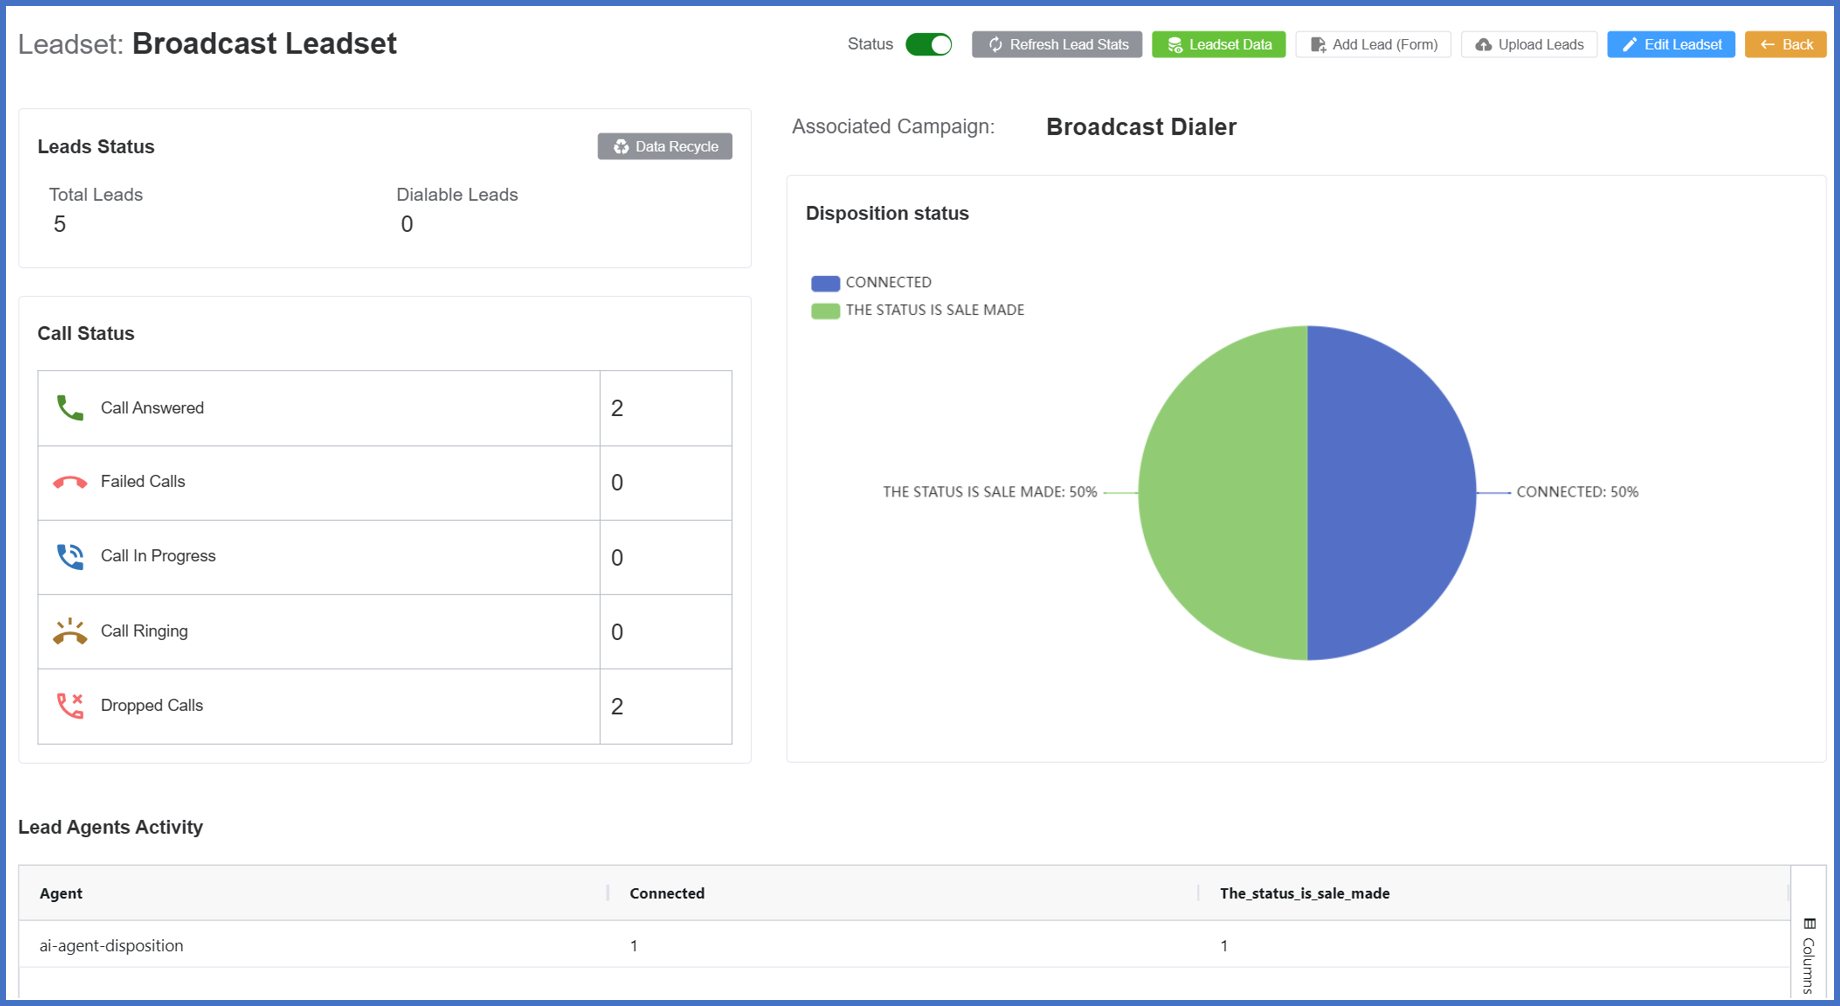 Leadset: Broadcast Leadset
Status
Refresh Lead Stats
Leadset Data
Add Lead (Form)
Upload Leads
Edit Leadset
Back
Leads Status
Data Recycle
Total Leads
Dialable Leads
5
0
Associated Campaign:
Broadcast Dialer
Call Status
Call Answered
2
Failed Calls
0
Call In Progress
0
Call Ringing
0
Dropped Calls
2
Disposition status
CONNECTED
THE STATUS IS SALE MADE
THE STATUS IS SALE MADE: 50%
CONNECTED: 50%
Lead Agents Activity
Agent
Connected
The_status_is_sale_made
ai-agent-disposition
1
1
Columns